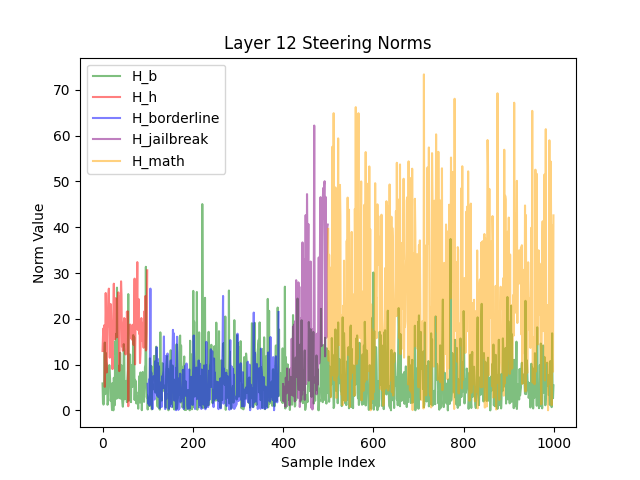 Layer 12 Steering Norms
H_b
H_h
H_borderline
H_jailbreak
H_math
Norm Value
70
60
50
40
30
20
10
0
0 200 400 600 800 1000
Sample Index